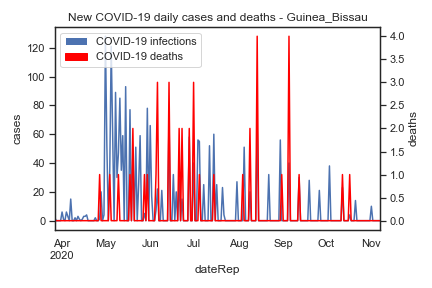 New COVID-19 daily cases and deaths - Guinea_Bissau
COVID-19 infections
COVID-19 deaths
120
100
80
60
40
20
0
cases
4.0
3.5
3.0
2.5
2.0
1.5
1.0
0.5
0.0
deaths
Apr May Jun Jul Aug Sep Oct Nov
2020
dateRep